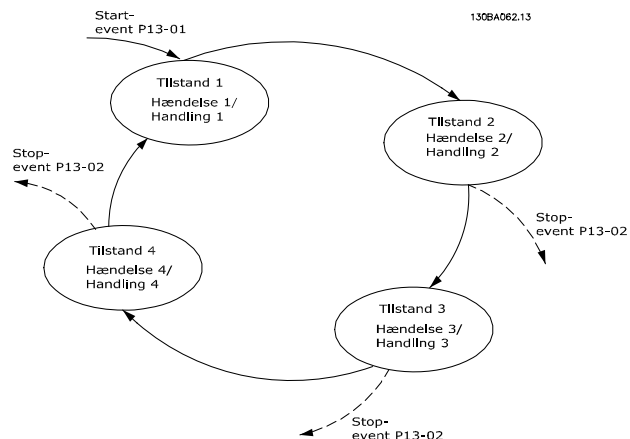 Start-
event P13-01
130BA062.13
Tilstand 1
Hændelse 1/
Handling 1
Tilstand 2
Hændelse 2/
Handling 2
Stop-
event P13-02
Stop-
event P13-02
Tilstand 4
Hændelse 4/
Handling 4
Tilstand 3
Hændelse 3/
Handling 3
Stop-
event P13-02